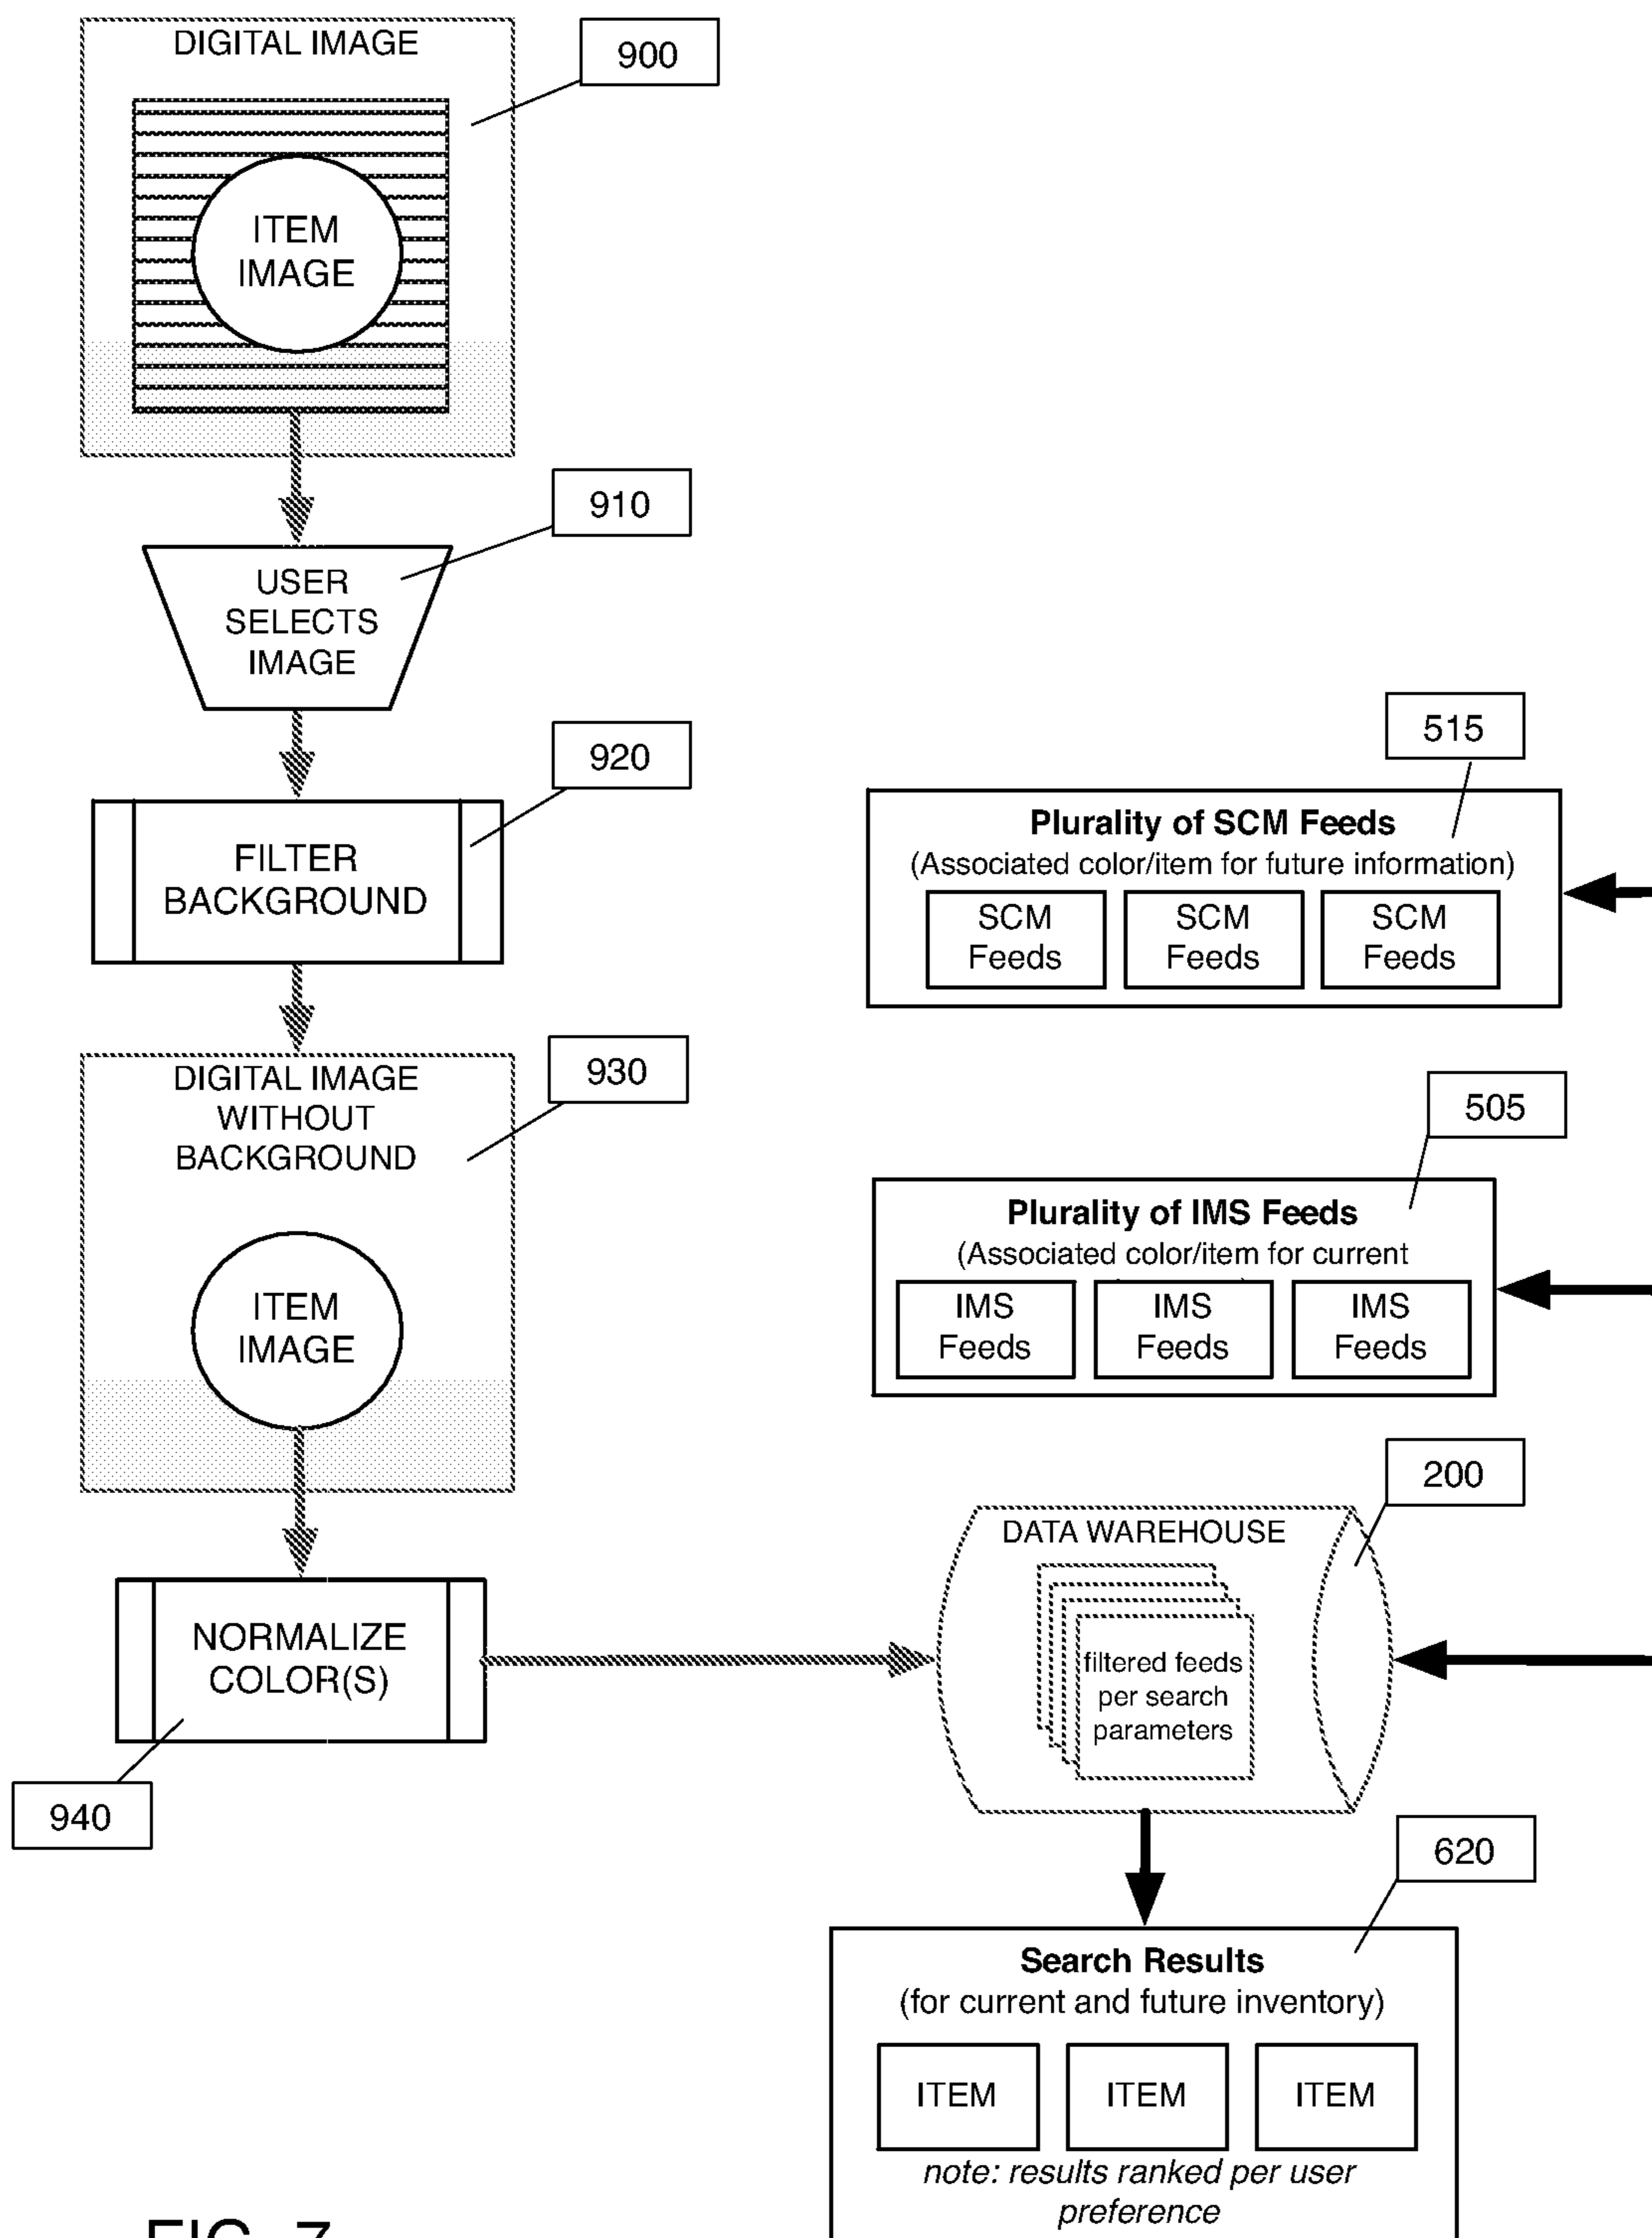 DIGITAL IMAGE
900
ITEM
IMAGE
910
USER
SELECTS
IMAGE
920
FILTER
BACKGROUND
930
DIGITAL IMAGE
WITHOUT
BACKGROUND
ITEM
IMAGE
NORMALIZE
COLOR(S)
940
515
Plurality of SCM Feeds
(Associated color/item for future information)
SCM
Feeds
SCM
Feeds
SCM
Feeds
505
Plurality of IMS Feeds
(Associated color/item for current
IMS
Feeds
IMS
Feeds
IMS
Feeds
200
DATA WAREHOUSE
filtered feeds
per search
parameters
620
Search Results
(for current and future inventory)
ITEM
ITEM
ITEM
note: results ranked per user
preference
FIG. 7